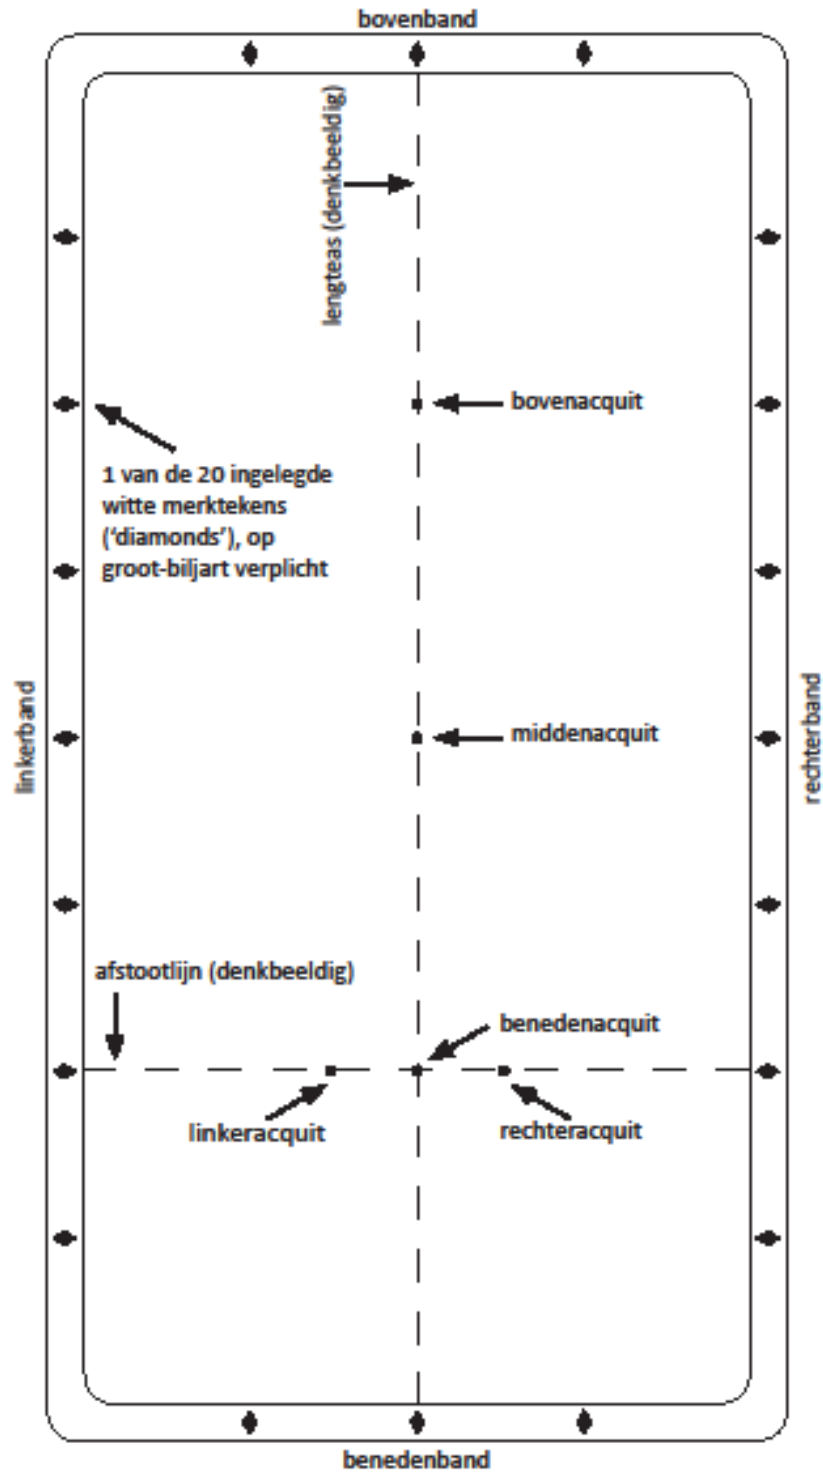 bovenband
lengteas (denkbeeldig)
bovenacquit
1 van de 20 ingelegde
witte merktekens
(‘diamonds’), op
groot-biljart verplicht
linkerband
rechterband
middenacquit
afstootlijn (denkbeeldig)
benedenacquit
linkeracquit
rechteracquit
benedenband